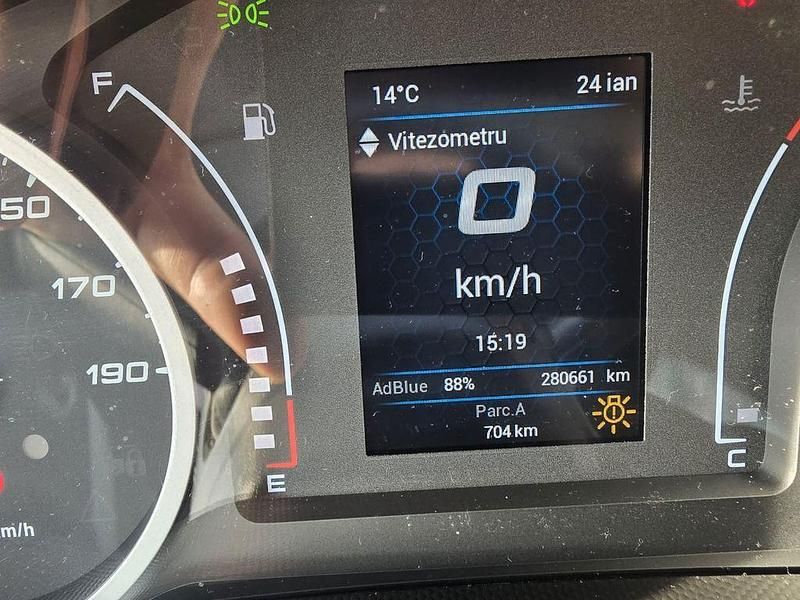 F
14°C 24 ian
Vitezometru
0
km/h
15:19
AdBlue 88% 280661 km
Parc.A
704 km
50
170
190
E
C
m/h